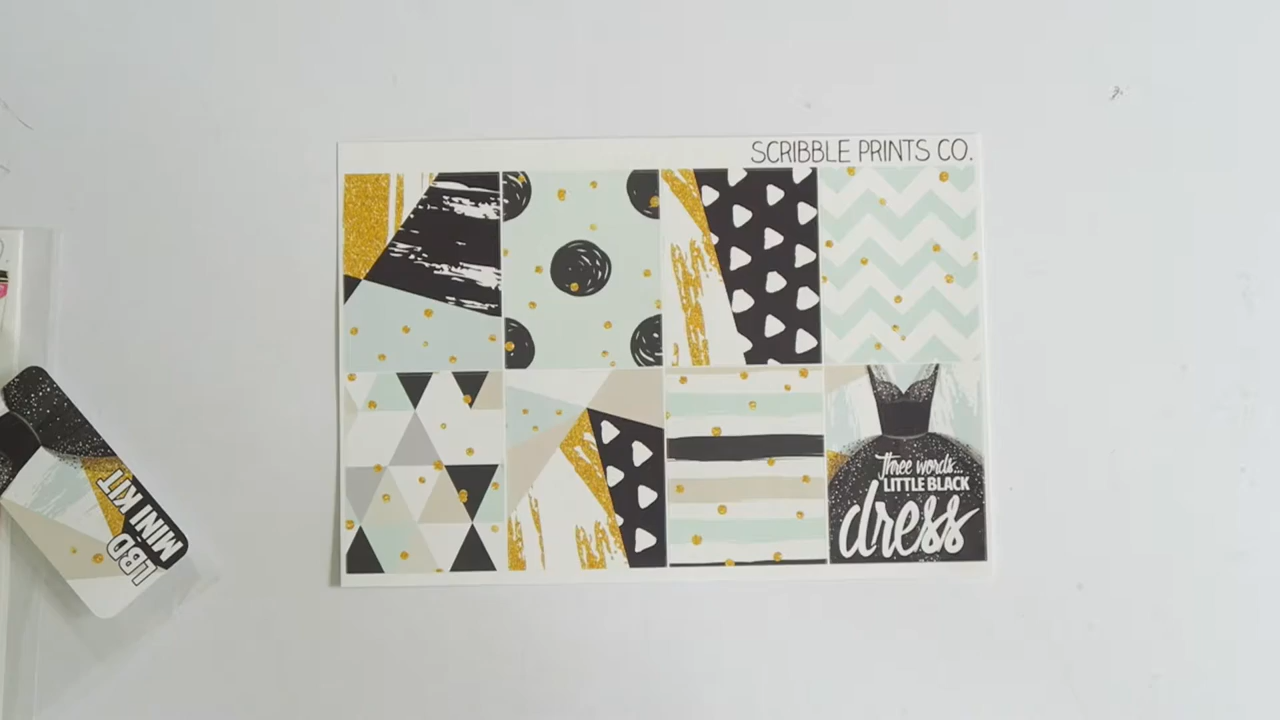 SCRIBBLE PRINTS CO.
Three words...
LITTLE BLACK
dress
LBD
MINI KIT